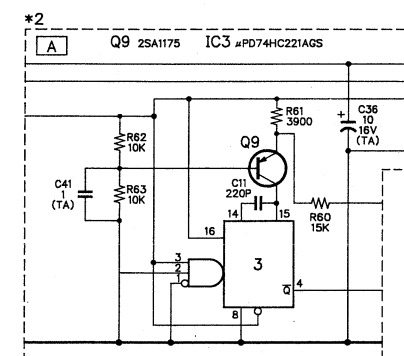 *2
A
Q9 2SA1175 IC3 μPD74HC221AGS
R61
3900
C36
10
16V
(TA)
+
R62
10K
Q9
C41
1
(TA)
R63
10K
C11
220P
14
15
R60
15K
16
3
2
1
3
Q
4
8